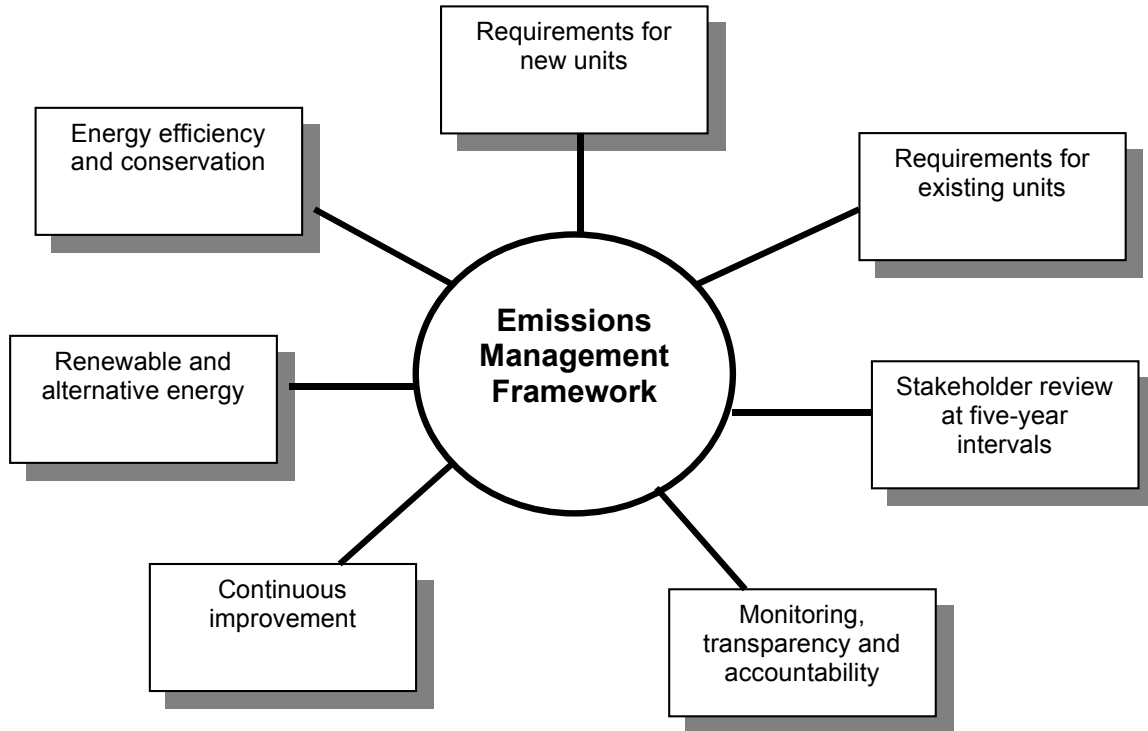 Requirements for
new units
Energy efficiency
and conservation
Requirements for
existing units
Emissions
Management
Framework
Renewable and
alternative energy
Stakeholder review
at five-year
intervals
Continuous
improvement
Monitoring,
transparency and
accountability